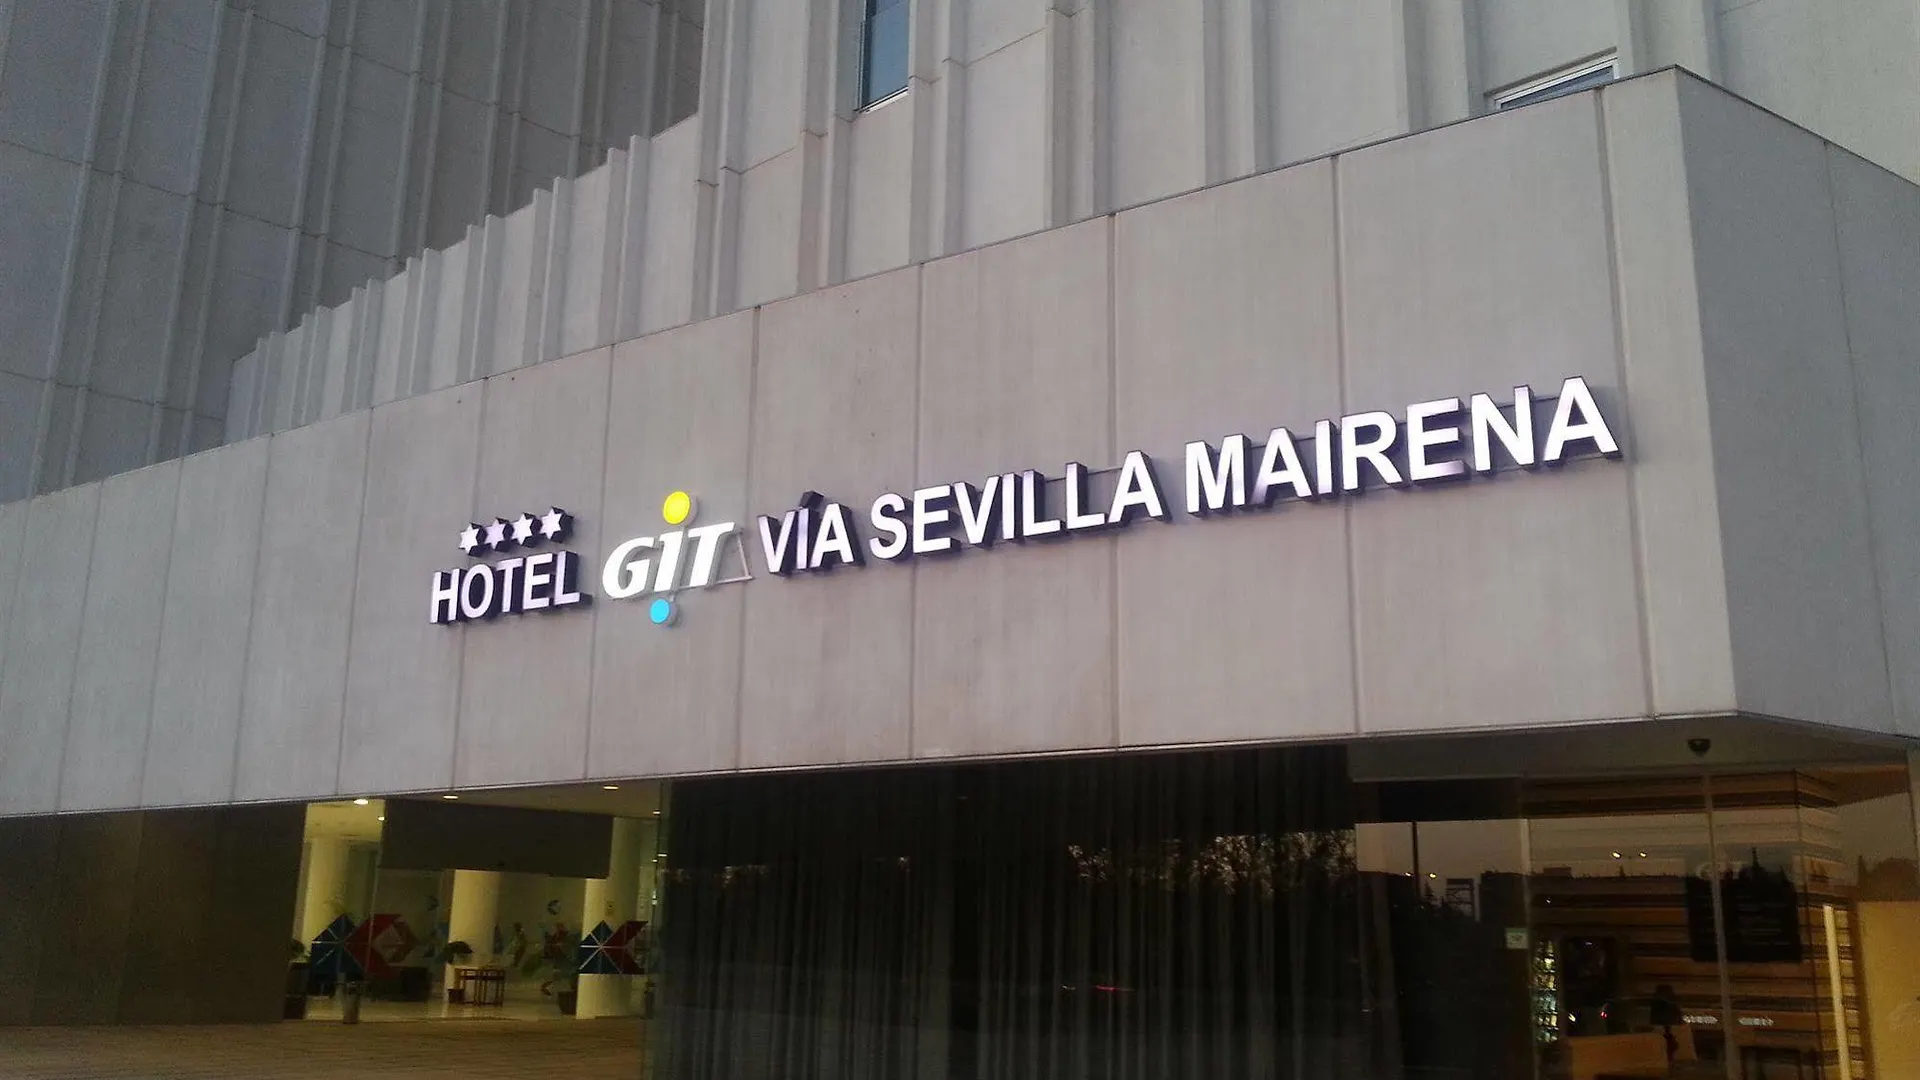 ★★★★
HOTEL GiT VÍA SEVILLA MAIRENA